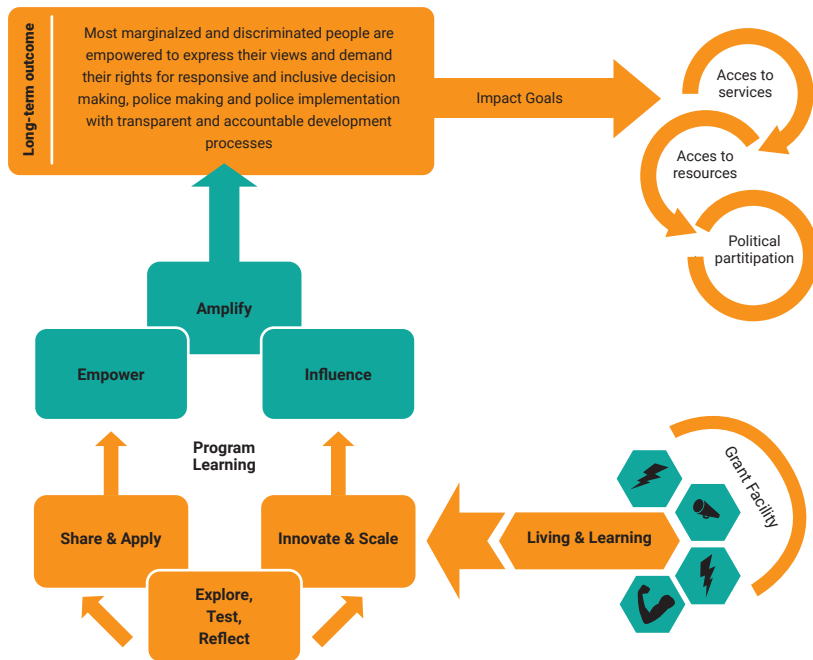 Long-term outcome
Most marginalized and discriminated people are
empowered to express their views and demand
their rights for responsive and inclusive decision
making, police making and police implementation
with transparent and accountable development
processes
Impact Goals
Acces to
services
Acces to
resources
Political
partitipation
Amplify
Empower
Influence
Program
Learning
Share & Apply
Innovate & Scale
Explore,
Test,
Reflect
Living & Learning
Grant Facility